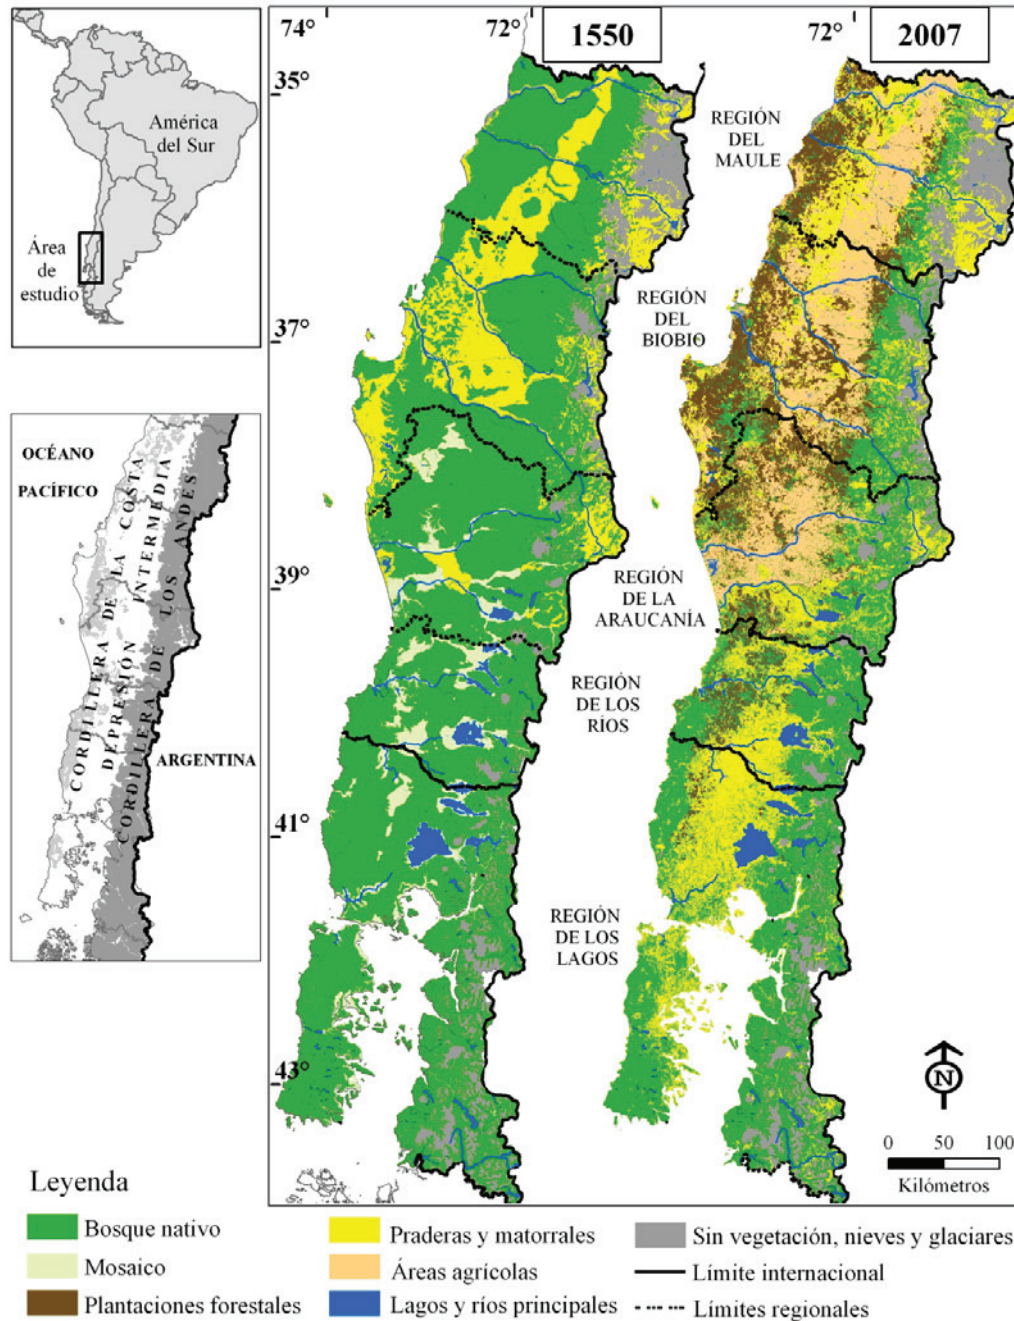 74°
72°
1550
72°
2007
35°
América
del Sur
Área
de
estudio
REGIÓN
DEL
MAULE
37°
REGIÓN
DEL
BIOBIO
OCÉANO
PACÍFICO
CORDILLERA DE LA COSTA
DEPRESIÓN INTERMEDIA
CORDILLERA DE LOS ANDES
ARGENTINA
39°
REGIÓN
DE LA
ARAUCANÍA
REGIÓN
DE LOS
RÍOS
41°
REGIÓN
DE LOS
LAGOS
43°
N
0 50 100
Kilómetros
Leyenda
Bosque nativo
Mosaico
Plantaciones forestales
Praderas y matorrales
Áreas agrícolas
Lagos y ríos principales
Sin vegetación, nieves y glaciares
Límite internacional
Límites regionales